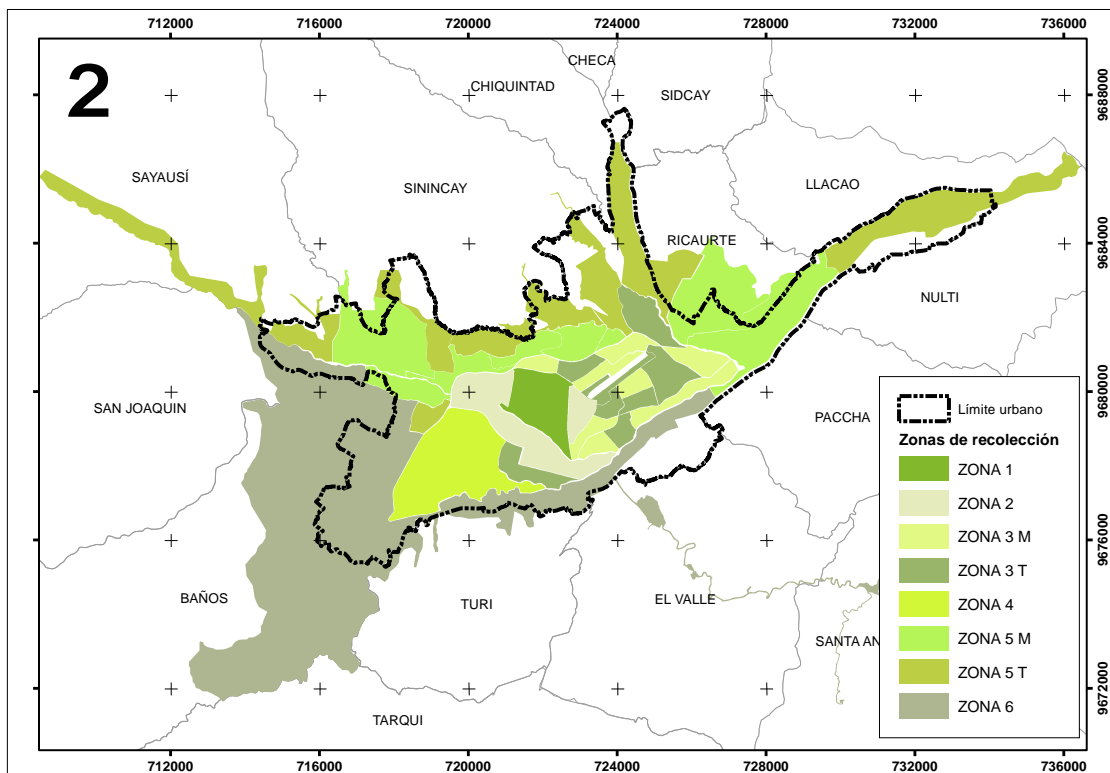 712000 716000 720000 724000 728000 732000 736000
2
CHECA
CHIQUINTAD
SIDCAY
9688000
SAYAUSÍ
SININCAY
LLACAO
RICAURTE
9684000
NULTI
SAN JOAQUIN
9680000
PACCHA
Límite urbano
Zonas de recolección
ZONA 1
ZONA 2
ZONA 3 M
ZONA 3 T
ZONA 4
ZONA 5 M
ZONA 5 T
ZONA 6
9676000
BAÑOS
TURI
EL VALLE
SANTA AN
9672000
TARQUI
712000 716000 720000 724000 728000 732000 736000